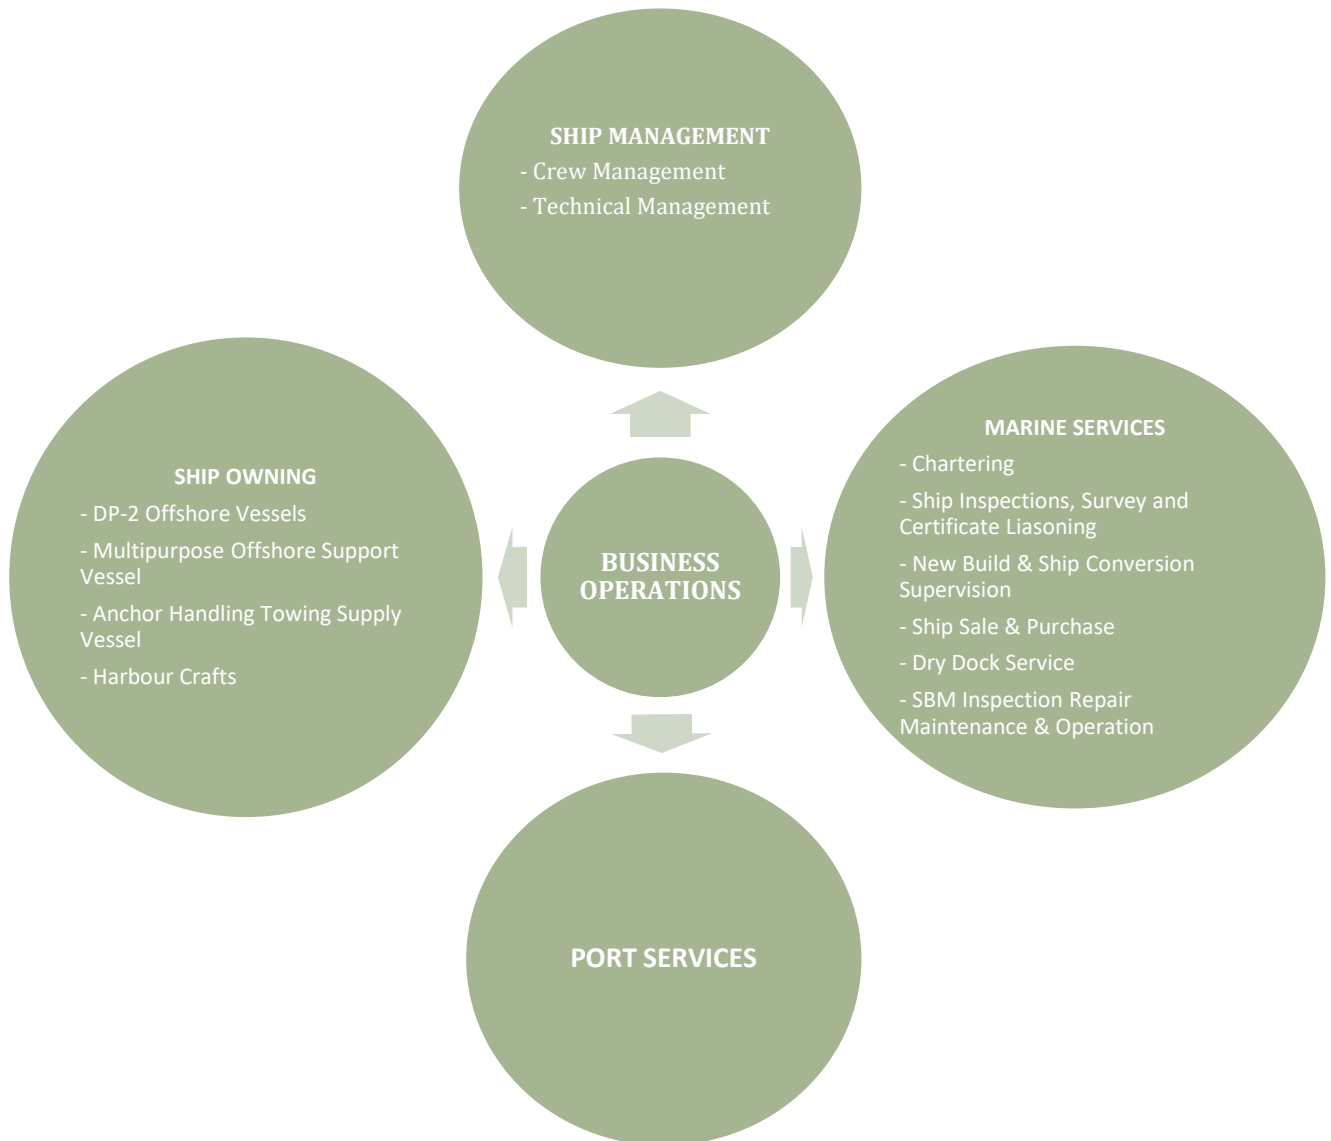 SHIP MANAGEMENT
- Crew Management
- Technical Management
SHIP OWNING
- DP-2 Offshore Vessels
- Multipurpose Offshore Support
Vessel
- Anchor Handling Towing Supply
Vessel
- Harbour Crafts
BUSINESS
OPERATIONS
MARINE SERVICES
- Chartering
- Ship Inspections, Survey and
Certificate Liasoning
- New Build & Ship Conversion
Supervision
- Ship Sale & Purchase
- Dry Dock Service
- SBM Inspection Repair
Maintenance & Operation
PORT SERVICES